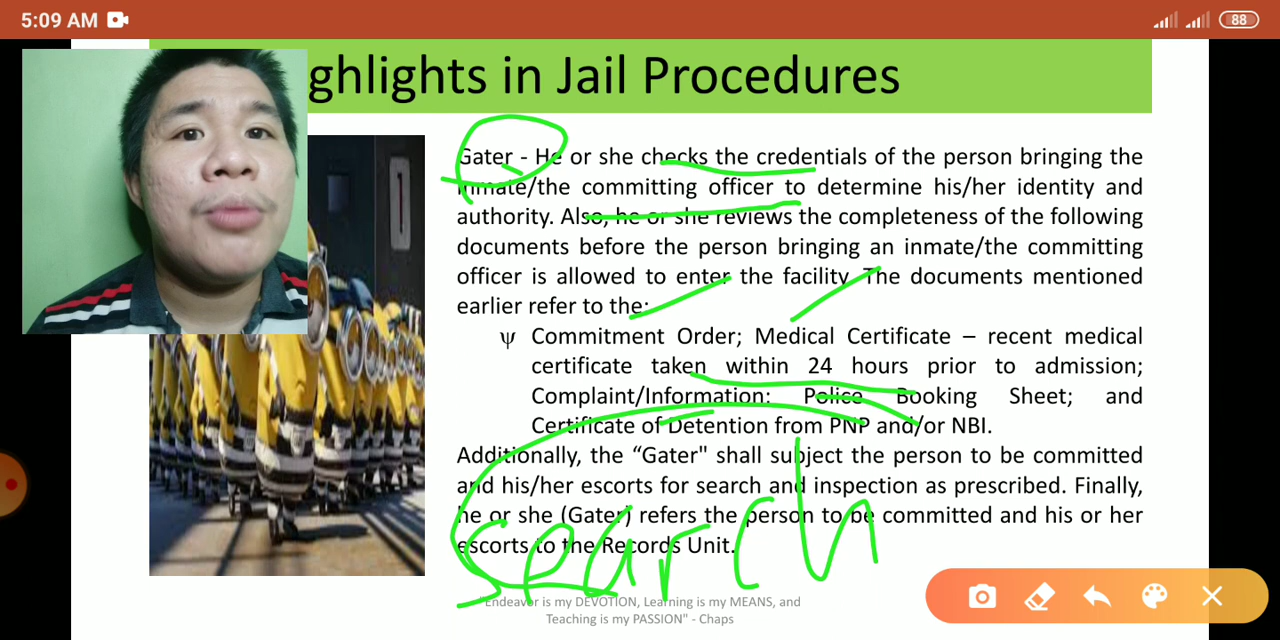 5:09 AM
88
ghlights in Jail Procedures
Gater - He or she checks the credentials of the person bringing the
inmate/the committing officer to determine his/her identity and
authority. Also, he or she reviews the completeness of the following
documents before the person bringing an inmate/the committing
officer is allowed to enter the facility. The documents mentioned
earlier refer to the:
ψ Commitment Order; Medical Certificate – recent medical
certificate taken within 24 hours prior to admission;
Complaint/Information; Police Booking Sheet; and
Certificate of Detention from PNP and/or NBI.
Additionally, the “Gater" shall subject the person to be committed
and his/her escorts for search and inspection as prescribed. Finally,
he or she (Gater) refers the person to be committed and his or her
escorts to the Records Unit.
search
"Endeavor is my DEVOTION, Learning is my MEANS, and
Teaching is my PASSION" - Chaps